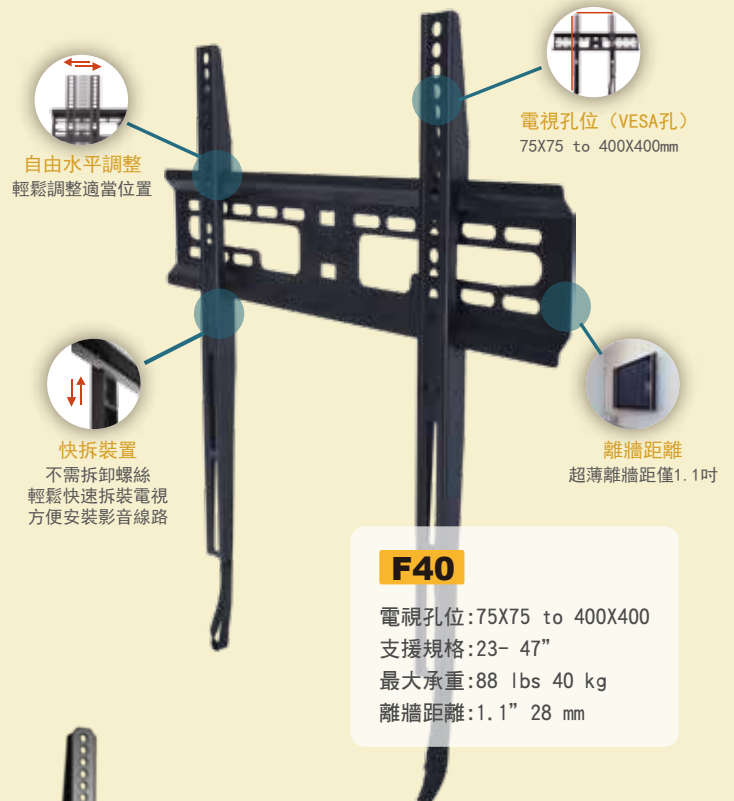 自由水平調整
輕鬆調整適當位置
電視孔位（VESA孔）
75X75 to 400X400mm
快拆裝置
不需拆卸螺絲
輕鬆快速拆裝電視
方便安裝影音線路
離牆距離
超薄離牆距僅1.1吋
F40
電視孔位:75X75 to 400X400
支援規格:23- 47”
最大承重:88 lbs 40 kg
離牆距離:1.1” 28 mm